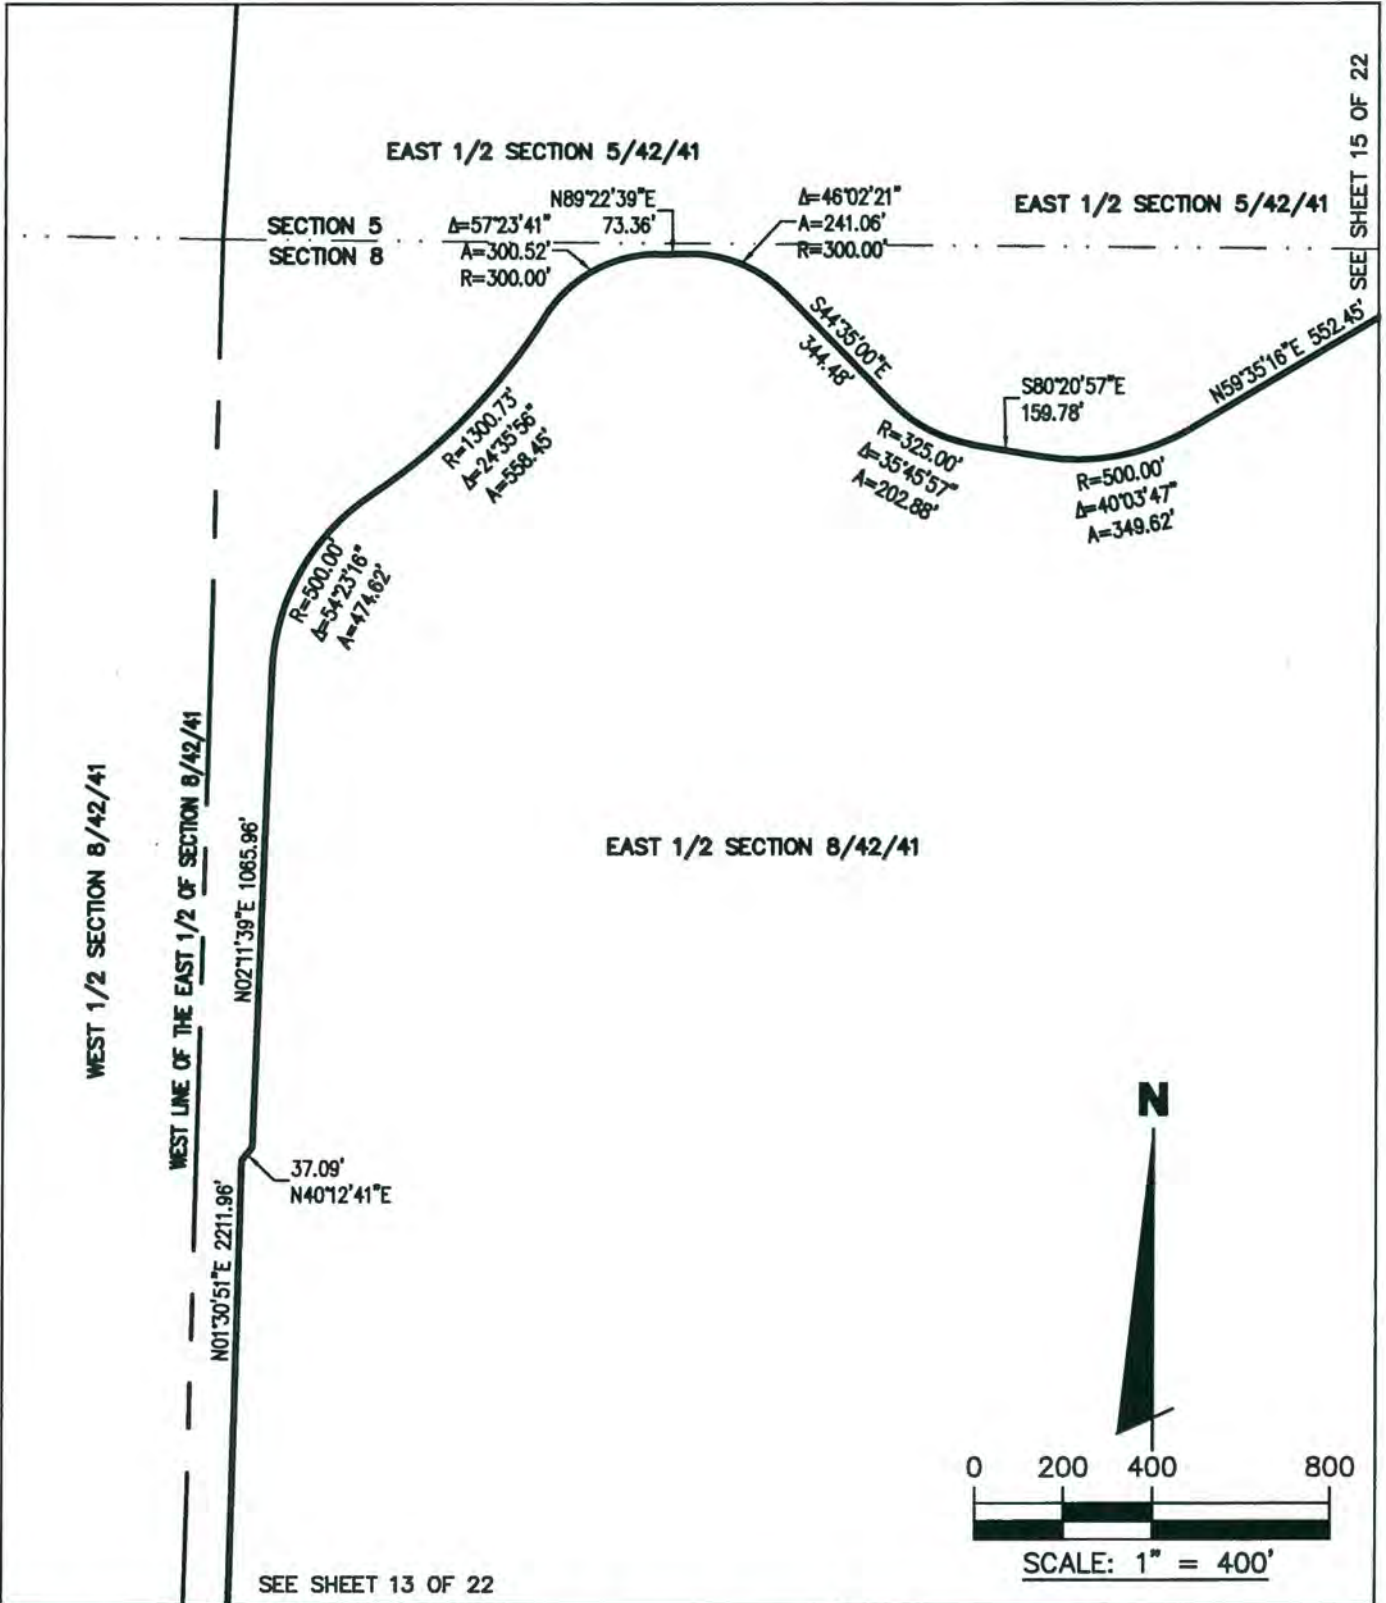 SEE SHEET 15 OF 22
EAST 1/2 SECTION 5/42/41
N89°22'39"E
73.36'
Δ=46°02'21"
A=241.06'
R=300.00'
EAST 1/2 SECTION 5/42/41
SECTION 5
SECTION 8
Δ=57°23'41"
A=300.52'
R=300.00'
S44°35'00"E
344.48'
N59°35'16"E 552.45'
S80°20'57"E
159.78'
R=1300.73'
Δ=24°35'56"
A=558.45'
R=325.00'
Δ=35°45'57"
A=202.88'
R=500.00'
Δ=40°03'47"
A=349.62'
R=500.00'
Δ=54°23'16"
A=474.62'
WEST 1/2 SECTION 8/42/41
WEST LINE OF THE EAST 1/2 OF SECTION 8/42/41
N02°11'39"E 1065.96'
EAST 1/2 SECTION 8/42/41
N
37.09'
N40°12'41"E
N01°30'51"E 2211.96'
0 200 400 800
SCALE: 1" = 400'
SEE SHEET 13 OF 22